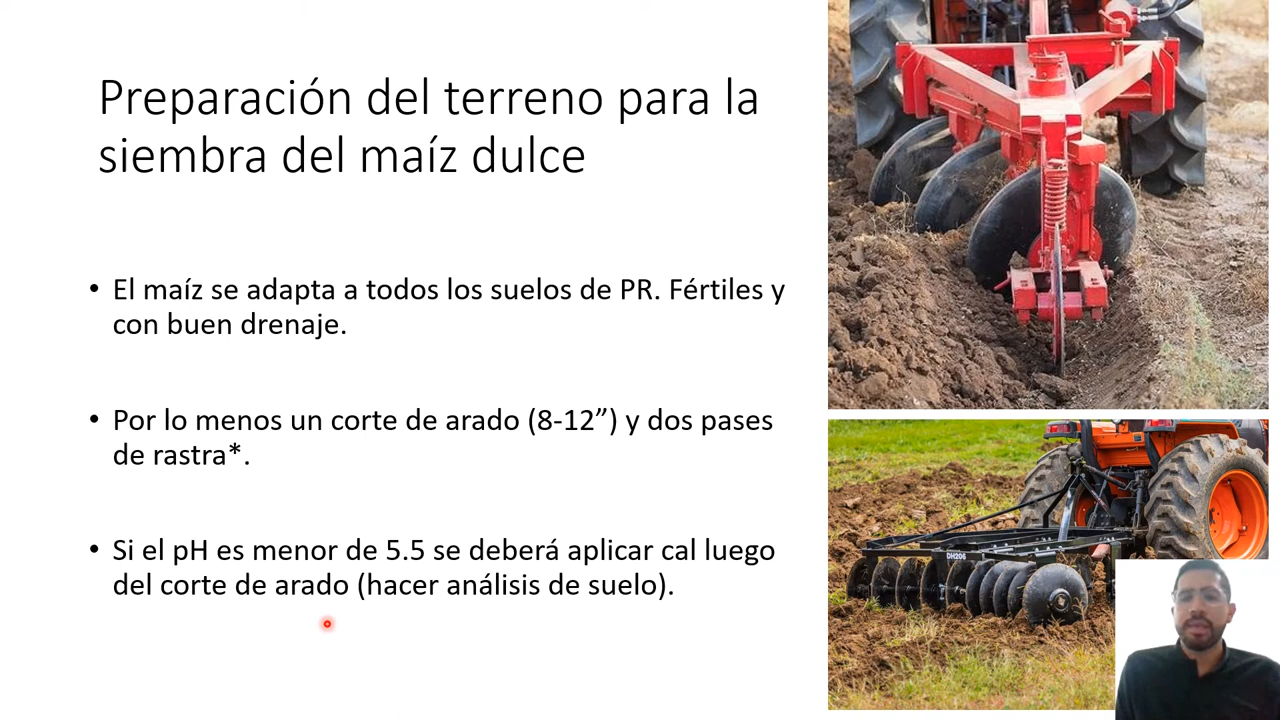 Preparación del terreno para la
siembra del maíz dulce
• El maíz se adapta a todos los suelos de PR. Fértiles y
con buen drenaje.
• Por lo menos un corte de arado (8-12”) y dos pases
de rastra*.
• Si el pH es menor de 5.5 se deberá aplicar cal luego
del corte de arado (hacer análisis de suelo).
DH206